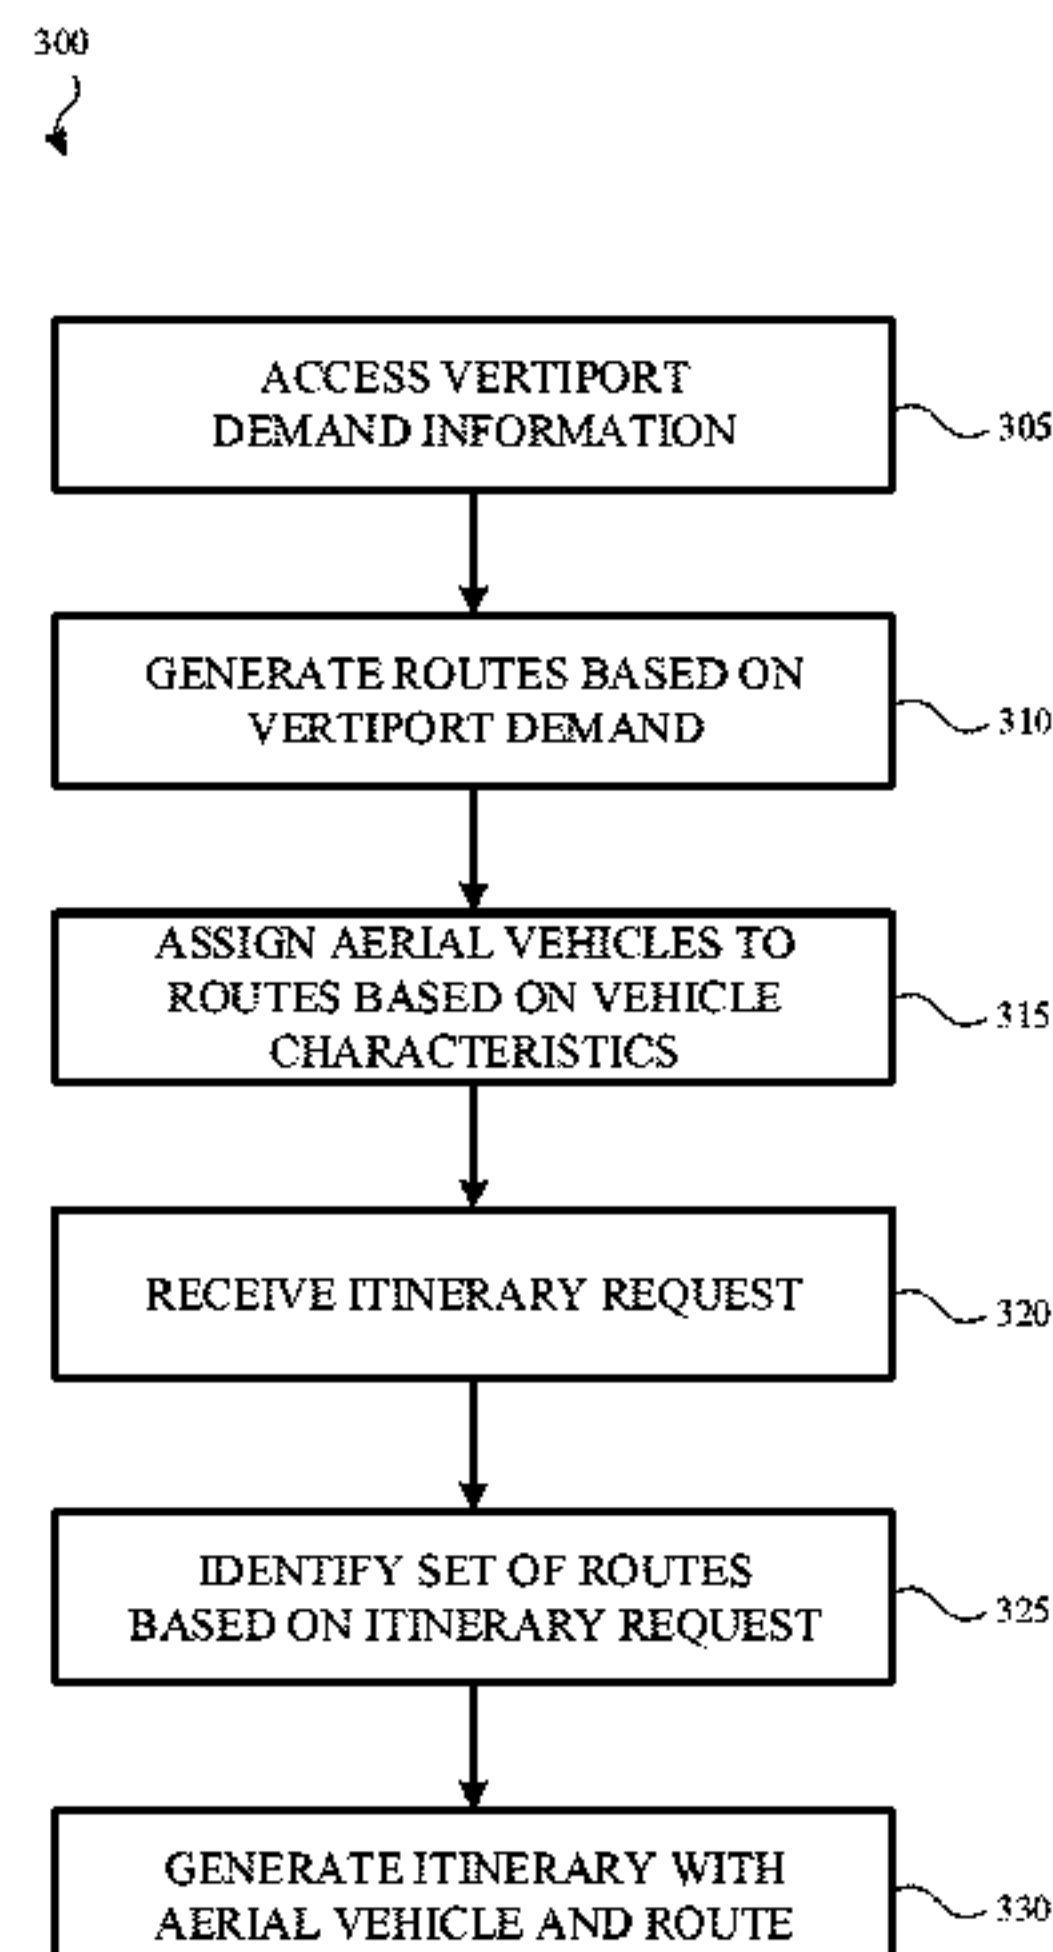 300
ACCESS VERTIPORT
DEMAND INFORMATION
305
GENERATE ROUTES BASED ON
VERTIPORT DEMAND
310
ASSIGN AERIAL VEHICLES TO
ROUTES BASED ON VEHICLE
CHARACTERISTICS
315
RECEIVE ITINERARY REQUEST
320
IDENTIFY SET OF ROUTES
BASED ON ITINERARY REQUEST
325
GENERATE ITINERARY WITH
AERIAL VEHICLE AND ROUTE
330